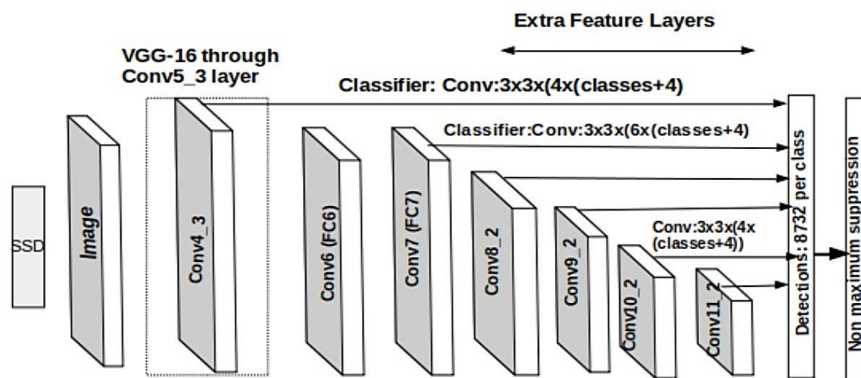 Extra Feature Layers
VGG-16 through
Conv5_3 layer
Classifier: Conv:3x3x(4x(classes+4)
Classifier:Conv:3x3x(6x(classes+4)
SSD
Image
Conv4_3
Conv6 (FC6)
Conv7 (FC7)
Conv8_2
Conv9_2
Conv:3x3x(4x
(classes+4))
Conv10_2
Conv11_2
Detections: 8732 per class
Non maximum suppression